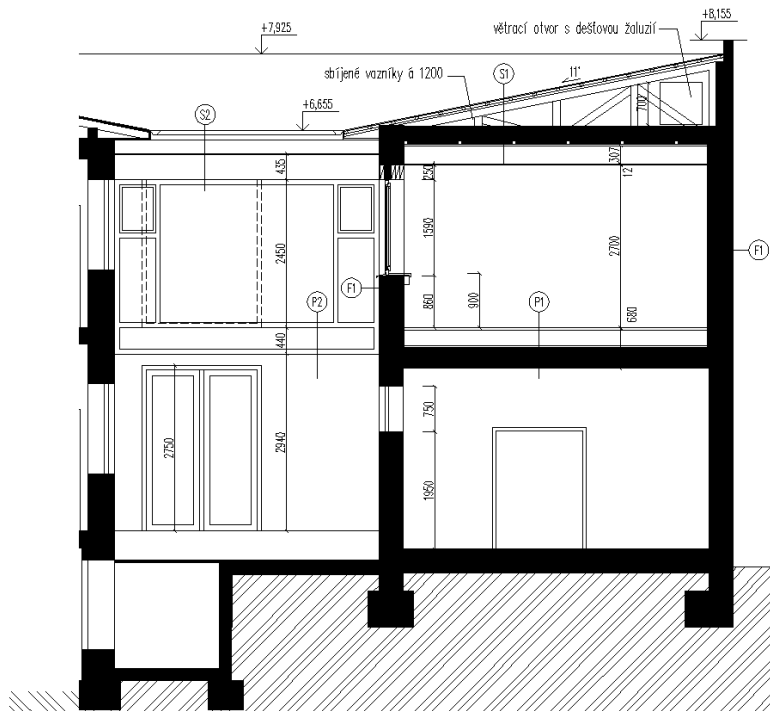 +8,155
+7,925
větrací otvor s dešťovou žaluzií
sbíjené vazníky á 1200
S1
11°
700
+6,655
S2
435
307
12
250
2450
1590
2700
F1
F1
P2
860
900
P1
680
440
2750
2940
750
1950